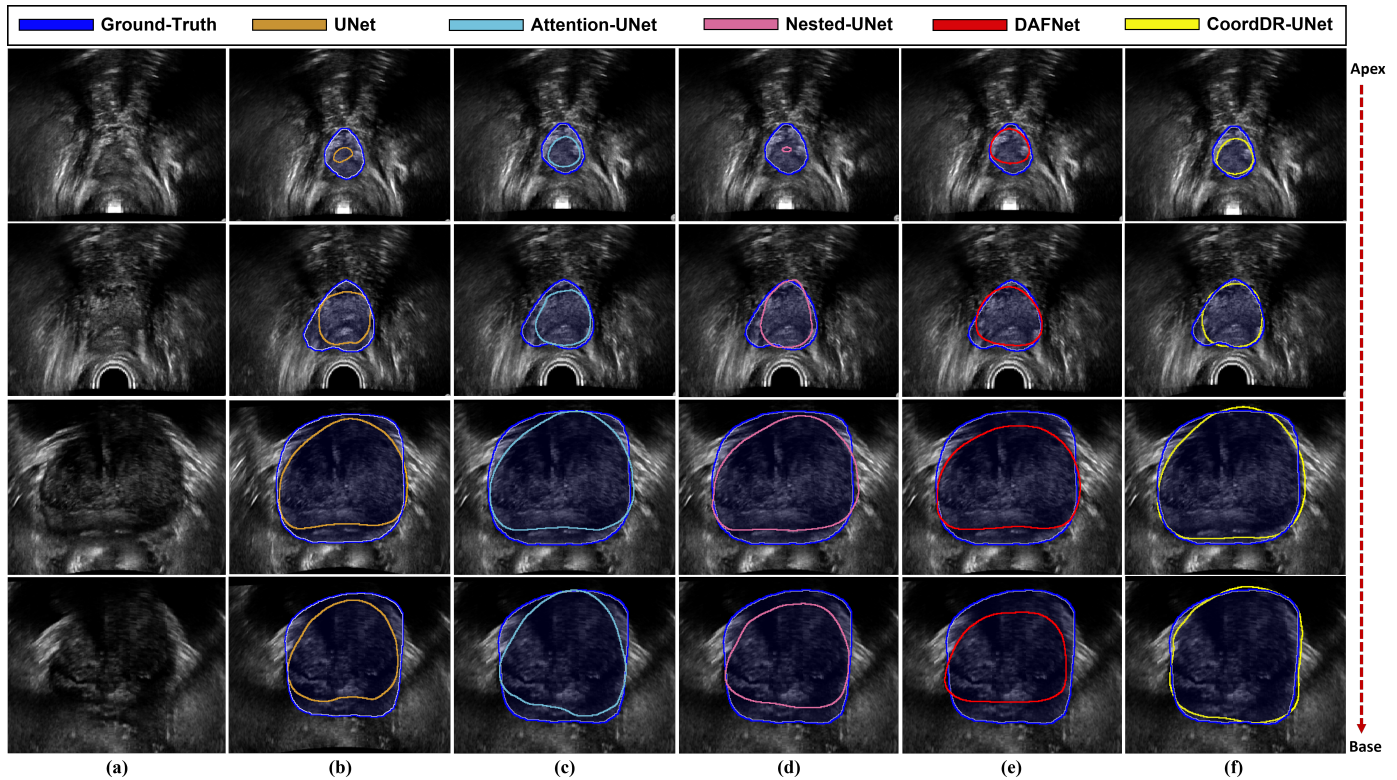 Ground-Truth UNet Attention-UNet Nested-UNet DAFNet CoordDR-UNet
Apex
Base
(a) (b) (c) (d) (e) (f)